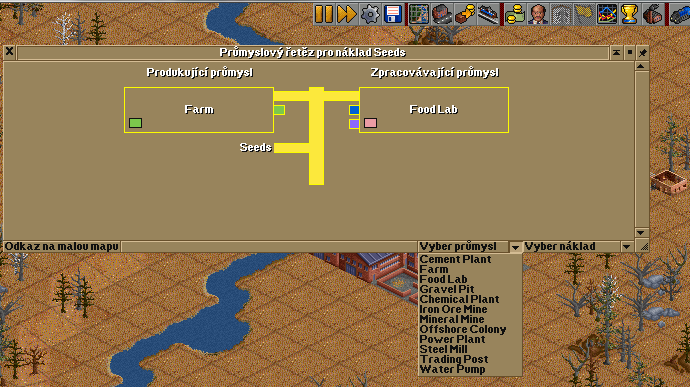 Průmyslový řetěz pro náklad Seeds
Produkující průmysl
Zpracovávající průmysl
Farm
Food Lab
Seeds
Odkaz na malou mapu
Vyber průmysl
Vyber náklad
Cement Plant
Farm
Food Lab
Gravel Pit
Chemical Plant
Iron Ore Mine
Mineral Mine
Offshore Colony
Power Plant
Steel Mill
Trading Post
Water Pump